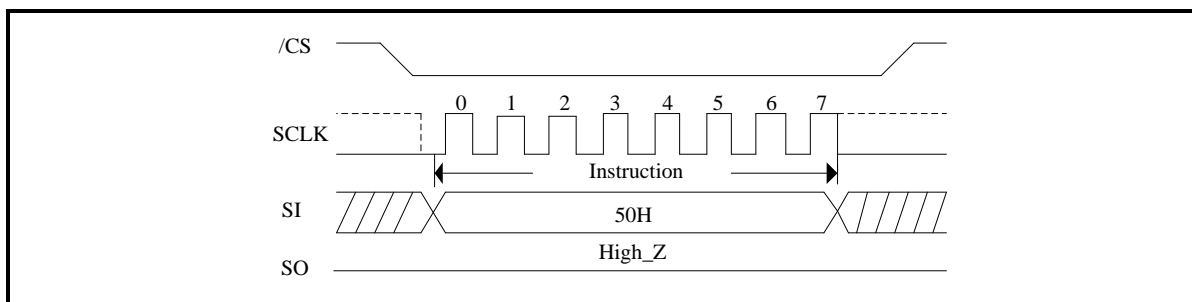 /CS
0 1 2 3 4 5 6 7
SCLK
Instruction
SI
50H
High_Z
SO